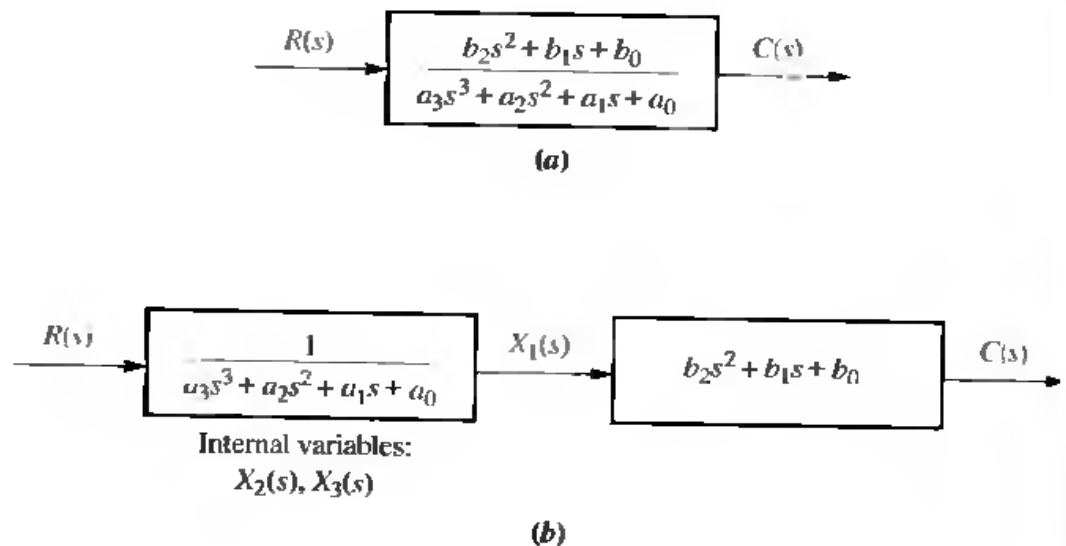 R(s)
b₂s² + b₁s + b₀
a₃s³ + a₂s² + a₁s + a₀
C(s)
(a)
R(s)
1
a₃s³ + a₂s² + a₁s + a₀
X₁(s)
b₂s² + b₁s + b₀
C(s)
Internal variables:
X₂(s), X₃(s)
(b)